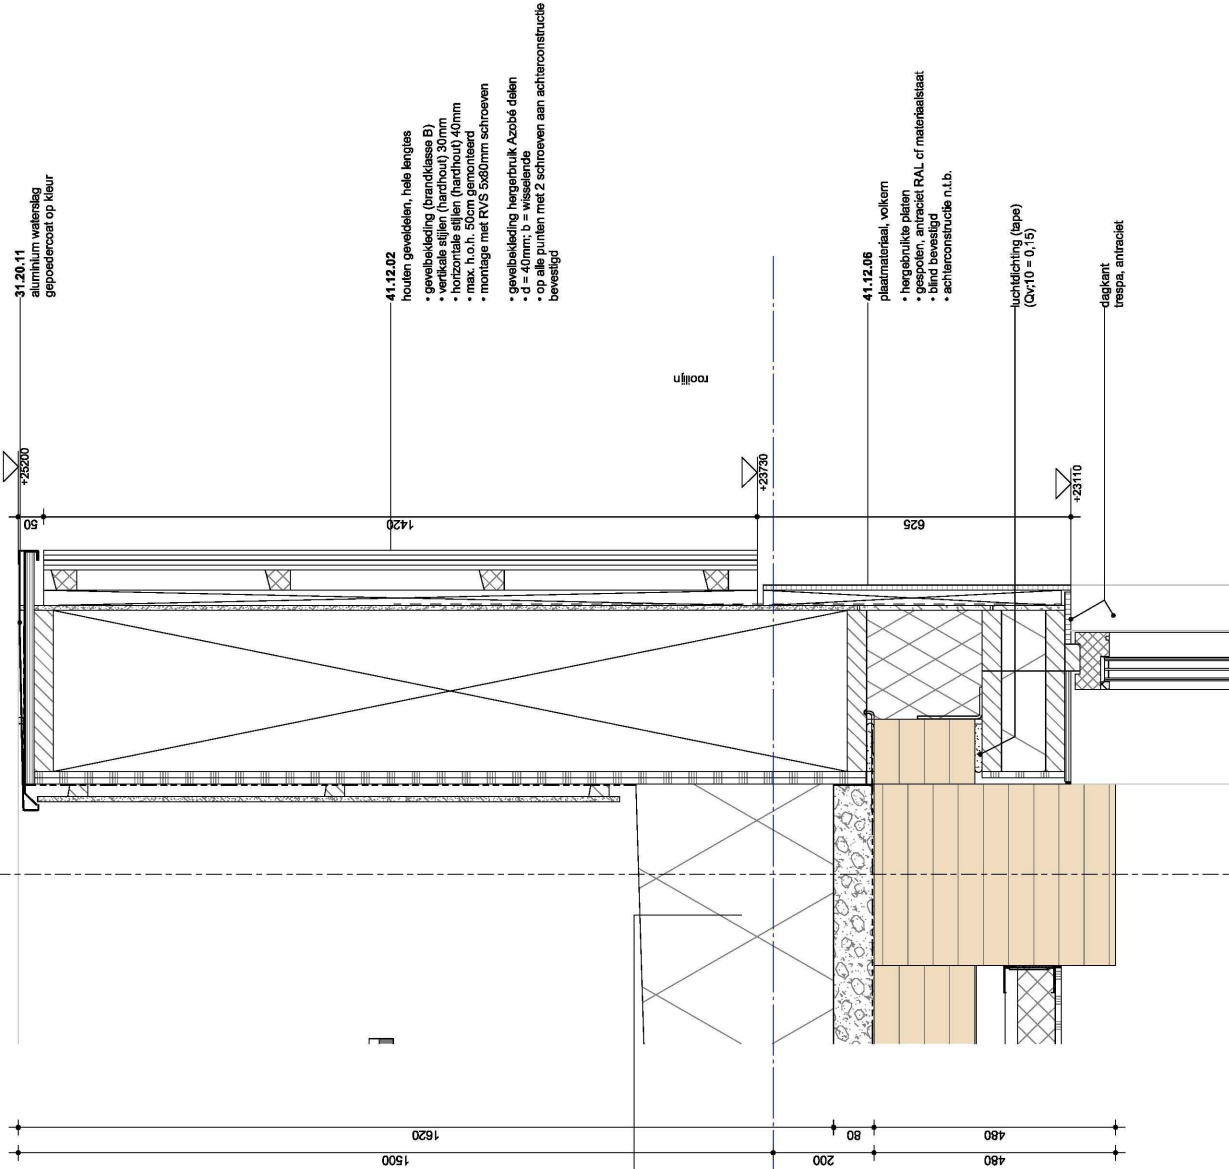 31.20.11
aluminium waterslag
gepoedercoat op kleur
41.12.02
houten geveldelen, hele lengtes
• gevelbekleding (brandklasse B)
• vertikale stijlen (hardhout) 30mm
• horizontale stijlen (hardhout) 40mm
• max. h.o.h. 50cm gemonteerd
• montage met RVS 5x80mm schroeven
• gevelbekleding hergerbruik Azobé delen
• d = 40mm; b = wisselende
• op alle punten met 2 schroeven aan achterconstructie
bevestigd
rooilijn
41.12.06
plaatmateriaal, volkern
• hergebruikte platen
• gespoten, antraciet RAL cf materiaalstaat
• blind bevestigd
• achterconstructie n.t.b.
luchtdichting (tape)
(Qv;10 = 0,15)
dagkant
trespa, antraciet
+25200
+23730
+23110
50
1420
625
1620
80
480
1500
200
480